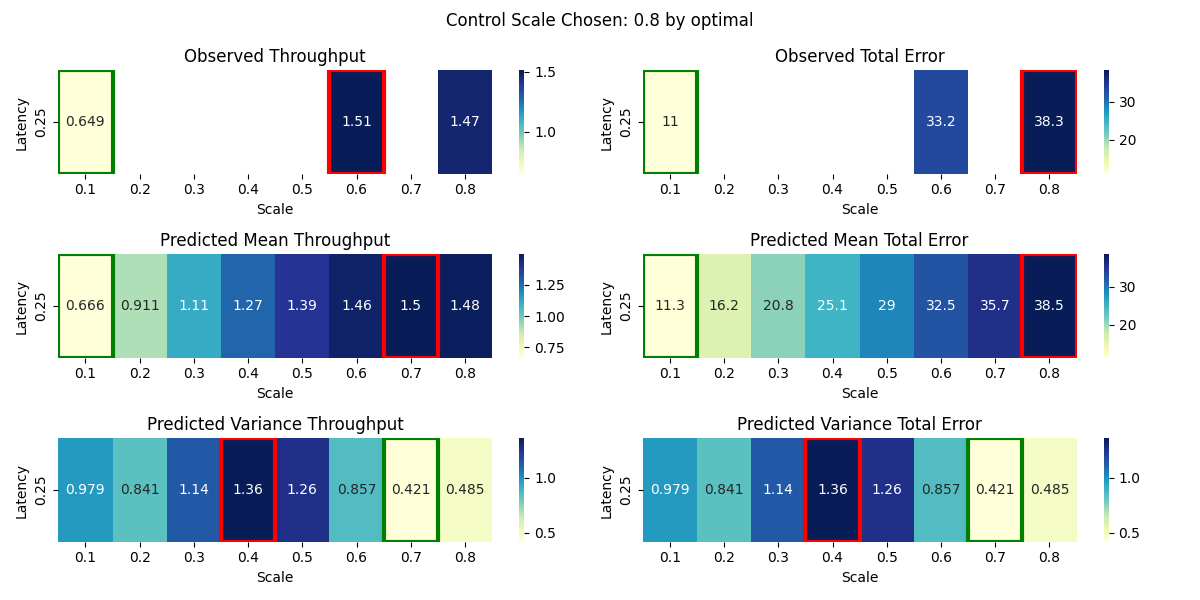 Control Scale Chosen: 0.8 by optimal
Observed Throughput
Latency
0.25
0.649 1.51 1.47
1.5
1.0
0.1 0.2 0.3 0.4 0.5 0.6 0.7 0.8
Scale
Observed Total Error
Latency
0.25
11 33.2 38.3
30
20
0.1 0.2 0.3 0.4 0.5 0.6 0.7 0.8
Scale
Predicted Mean Throughput
Latency
0.25
0.666 0.911 1.11 1.27 1.39 1.46 1.5 1.48
1.25
1.00
0.75
0.1 0.2 0.3 0.4 0.5 0.6 0.7 0.8
Scale
Predicted Mean Total Error
Latency
0.25
11.3 16.2 20.8 25.1 29 32.5 35.7 38.5
30
20
0.1 0.2 0.3 0.4 0.5 0.6 0.7 0.8
Scale
Predicted Variance Throughput
Latency
0.25
0.979 0.841 1.14 1.36 1.26 0.857 0.421 0.485
1.0
0.5
0.1 0.2 0.3 0.4 0.5 0.6 0.7 0.8
Scale
Predicted Variance Total Error
Latency
0.25
0.979 0.841 1.14 1.36 1.26 0.857 0.421 0.485
1.0
0.5
0.1 0.2 0.3 0.4 0.5 0.6 0.7 0.8
Scale